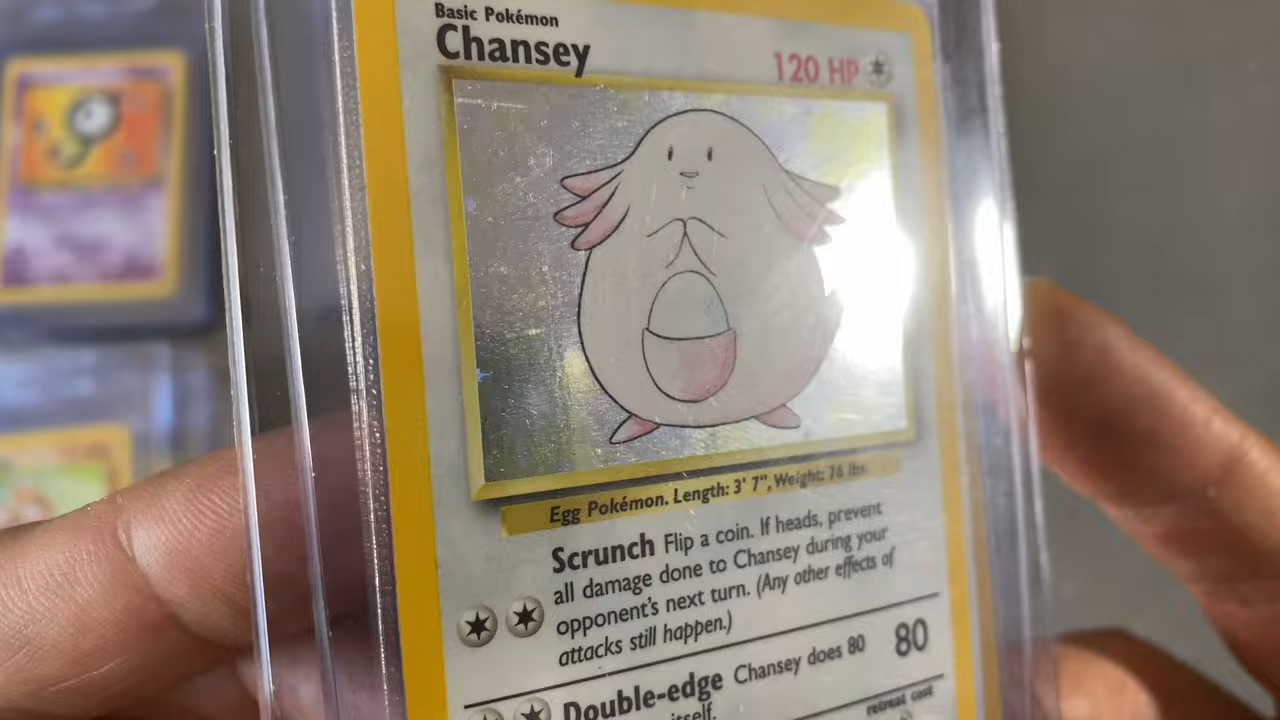 Basic Pokémon
Chansey
120 HP
Egg Pokémon. Length: 3' 7", Weight: 76 lbs.
Scrunch Flip a coin. If heads, prevent
all damage done to Chansey during your
opponent's next turn. (Any other effects of
attacks still happen.)
Double-edge Chansey does 80
80
itself.
retreat cost